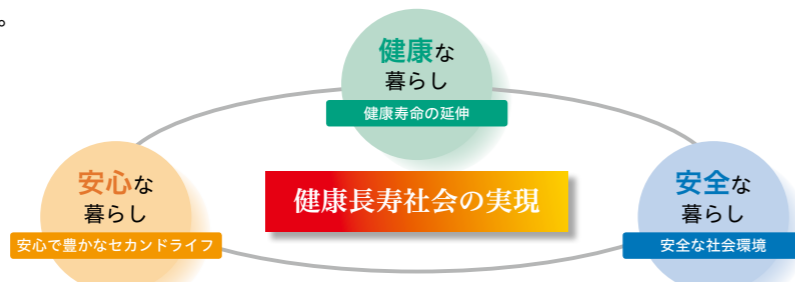 。
健康な
暮らし
健康寿命の延伸
安心な
暮らし
安心で豊かなセカンドライフ
健康長寿社会の実現
安全な
暮らし
安全な社会環境